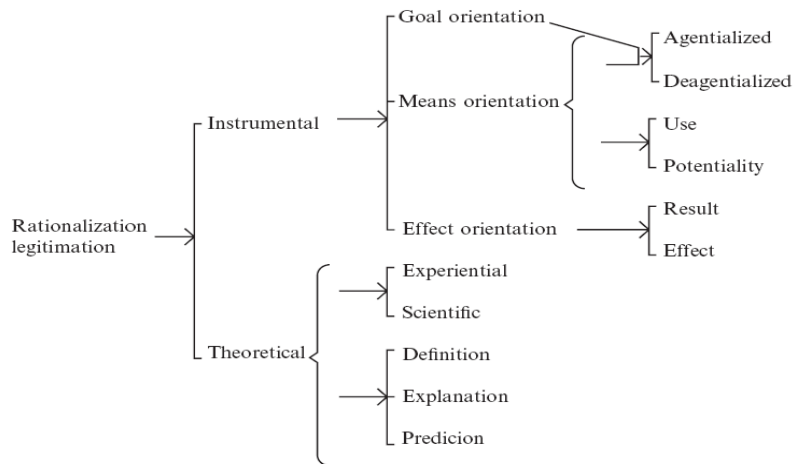 Goal orientation
Agentialized
Deagentialized
Means orientation
Instrumental
Use
Potentiality
Rationalization
legitimation
Effect orientation
Result
Effect
Experiential
Scientific
Theoretical
Definition
Explanation
Predicion